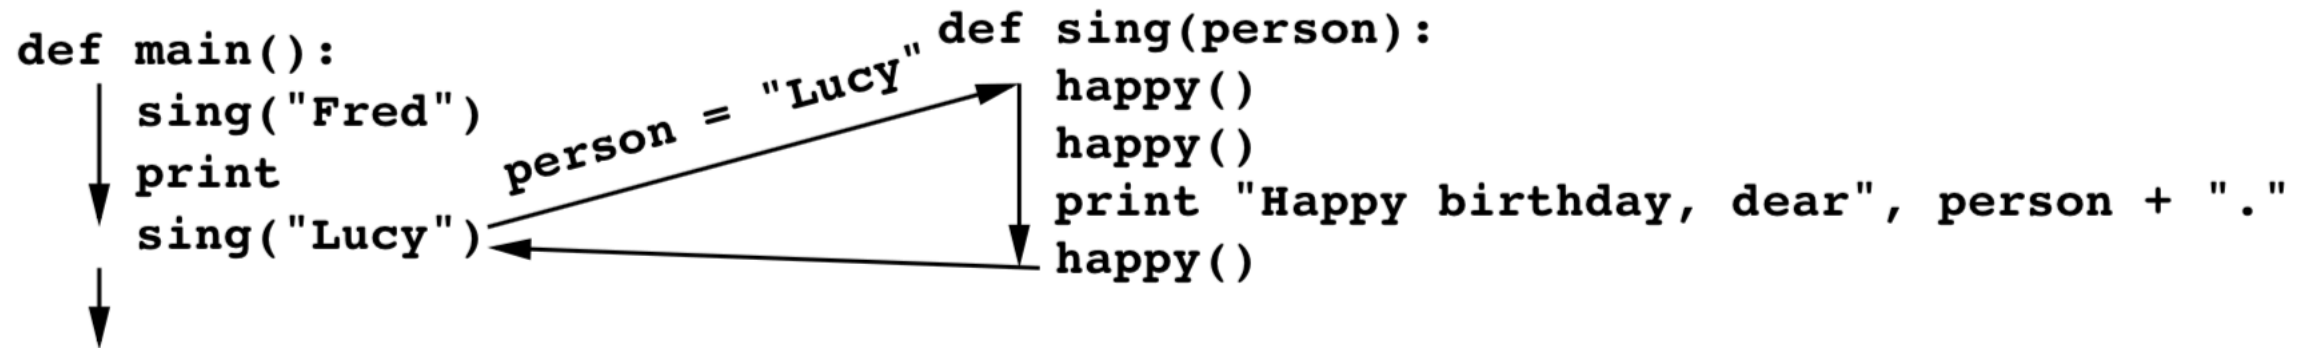 def main():
sing("Fred")
print
sing("Lucy")
person = "Lucy"
def sing(person):
happy()
happy()
print "Happy birthday, dear", person + "."
happy()